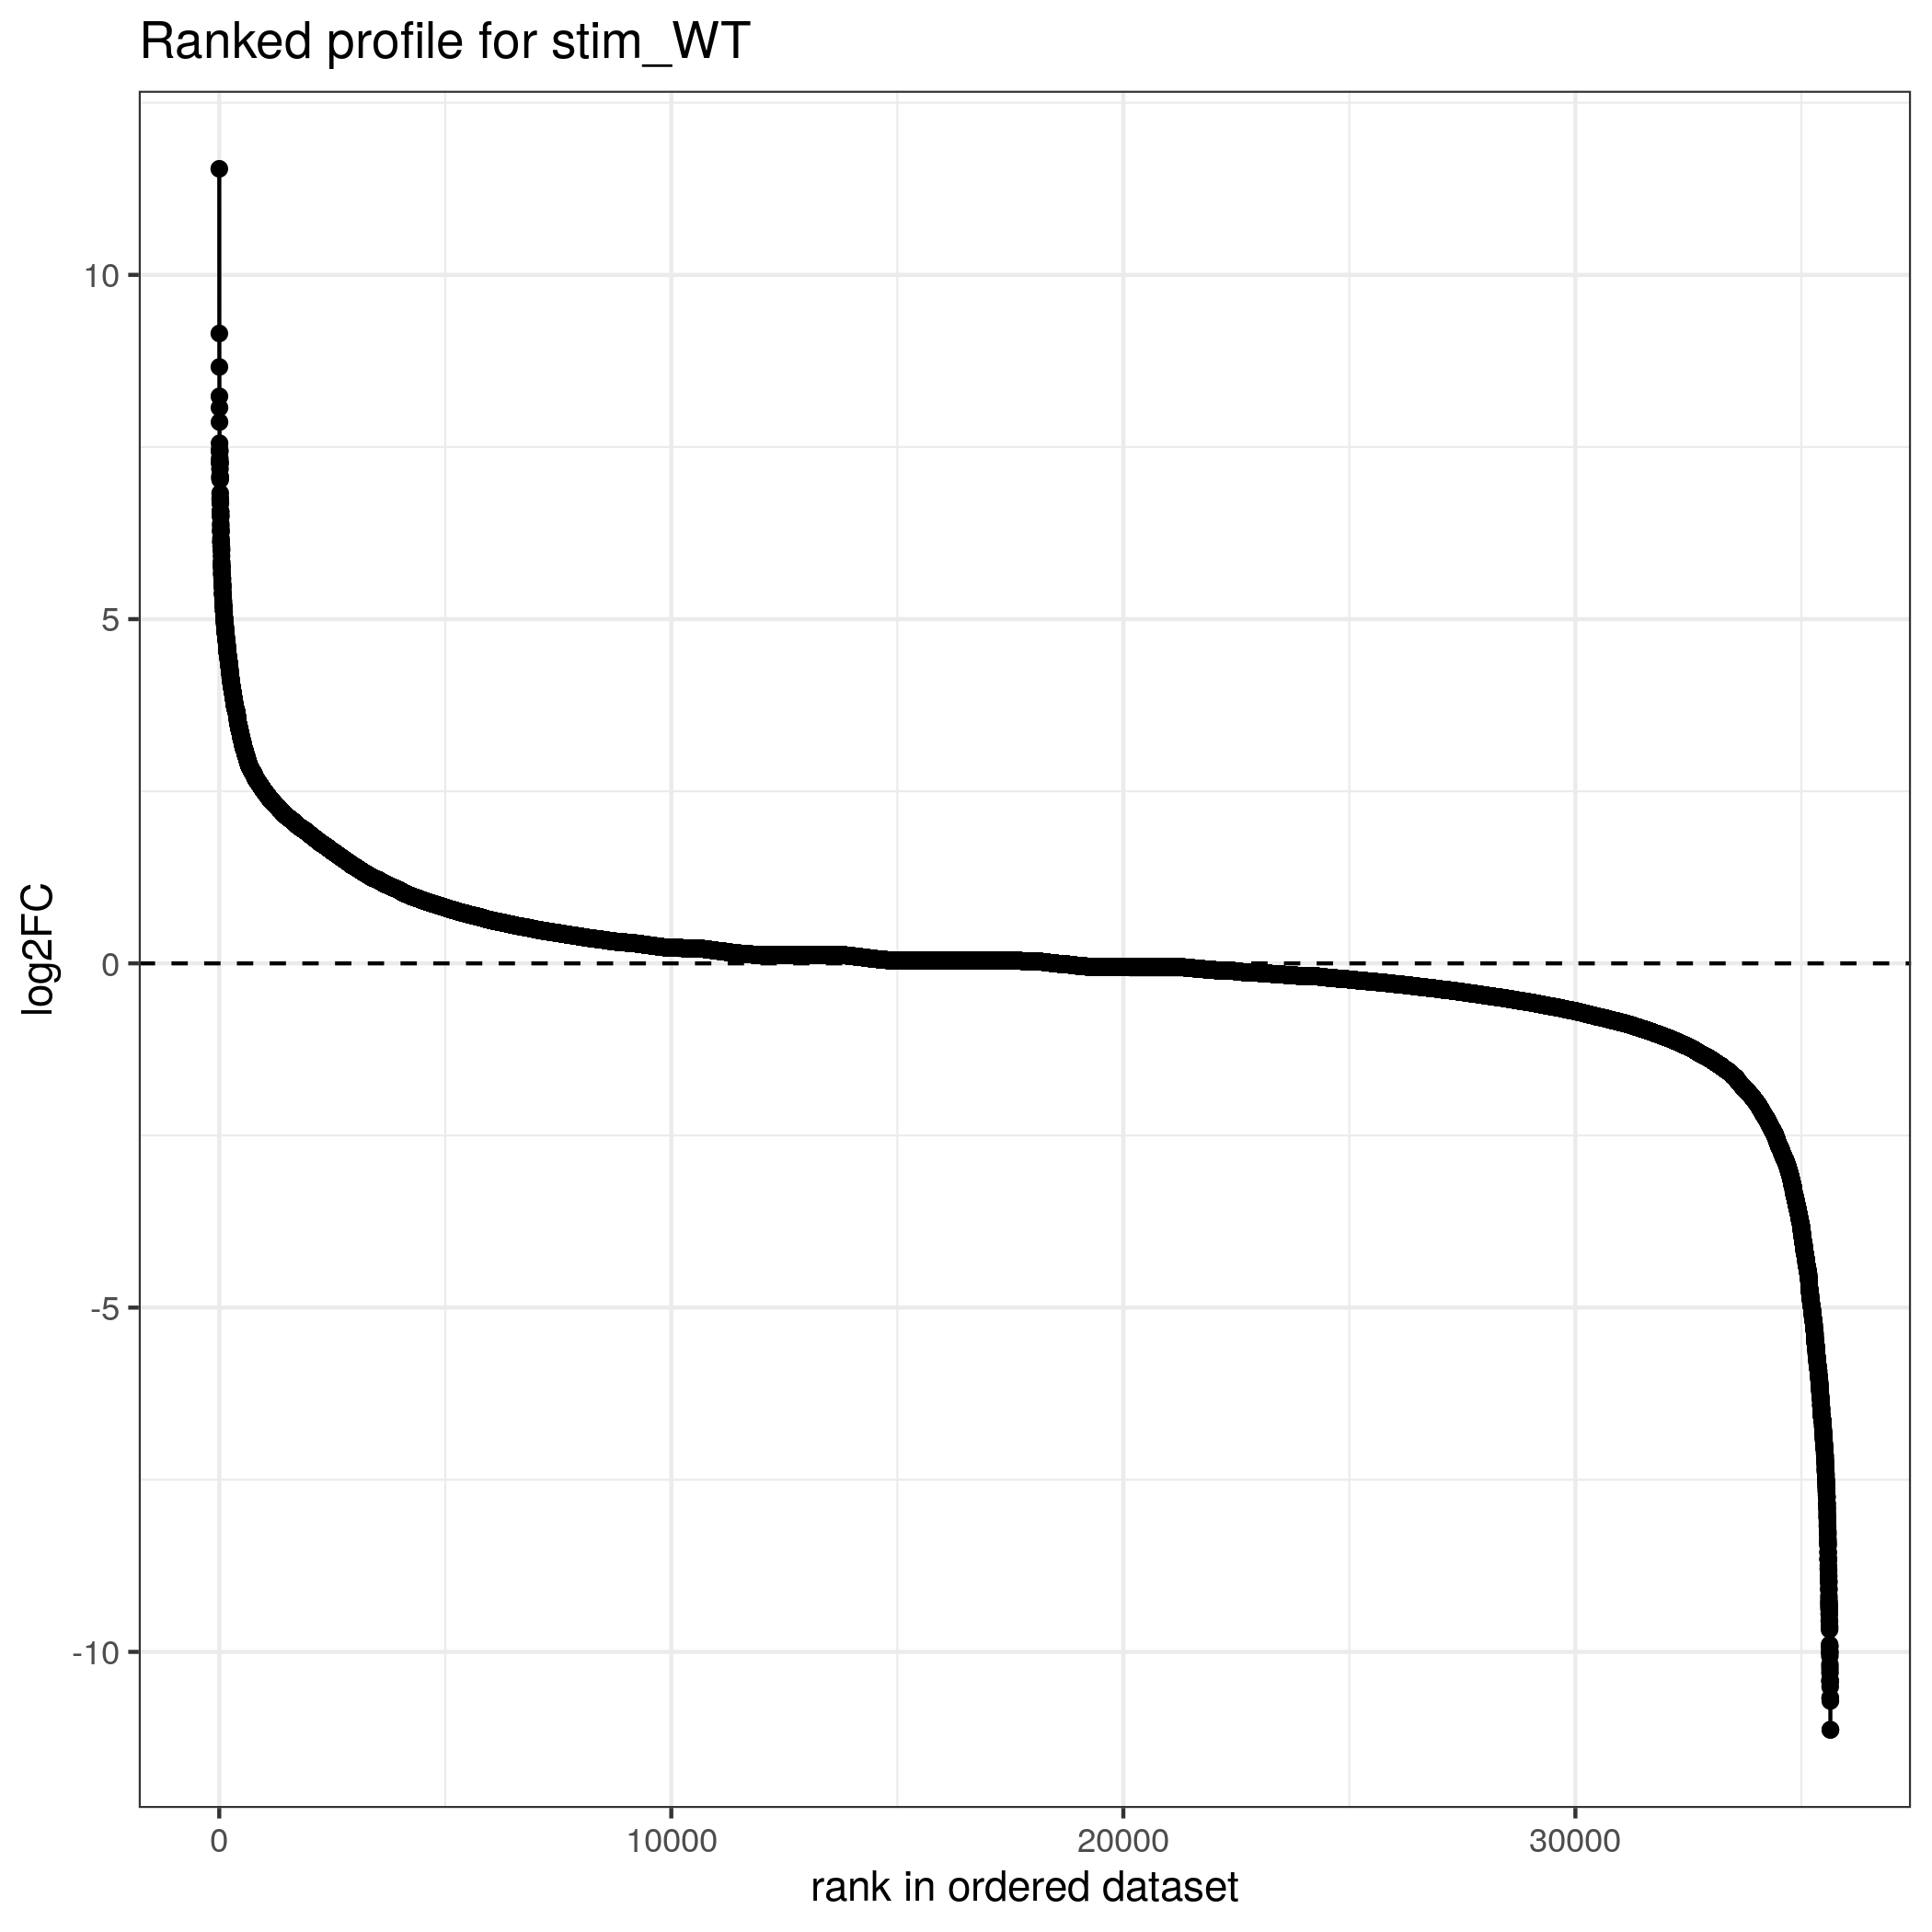 Ranked profile for stim_WT
log2FC
10
5
0
-5
-10
0 10000 20000 30000
rank in ordered dataset